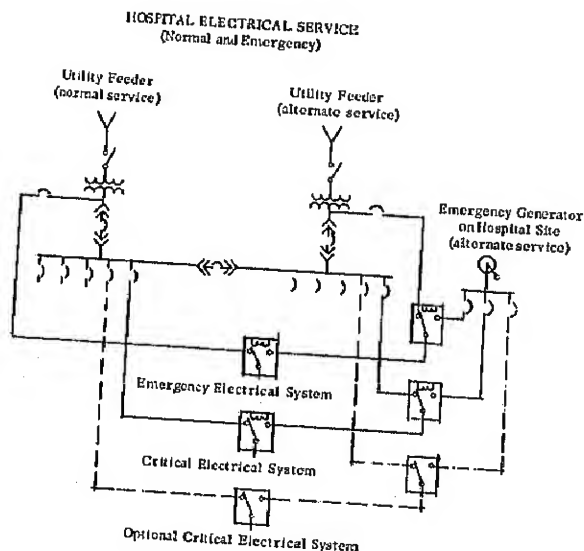 HOSPITAL ELECTRICAL SERVICE
(Normal and Emergency)
Utility Feeder
(normal service)
Utility Feeder
(alternate service)
Emergency Generator
on Hospital Site
(alternate service)
Emergency Electrical System
Critical Electrical System
Optional Critical Electrical System